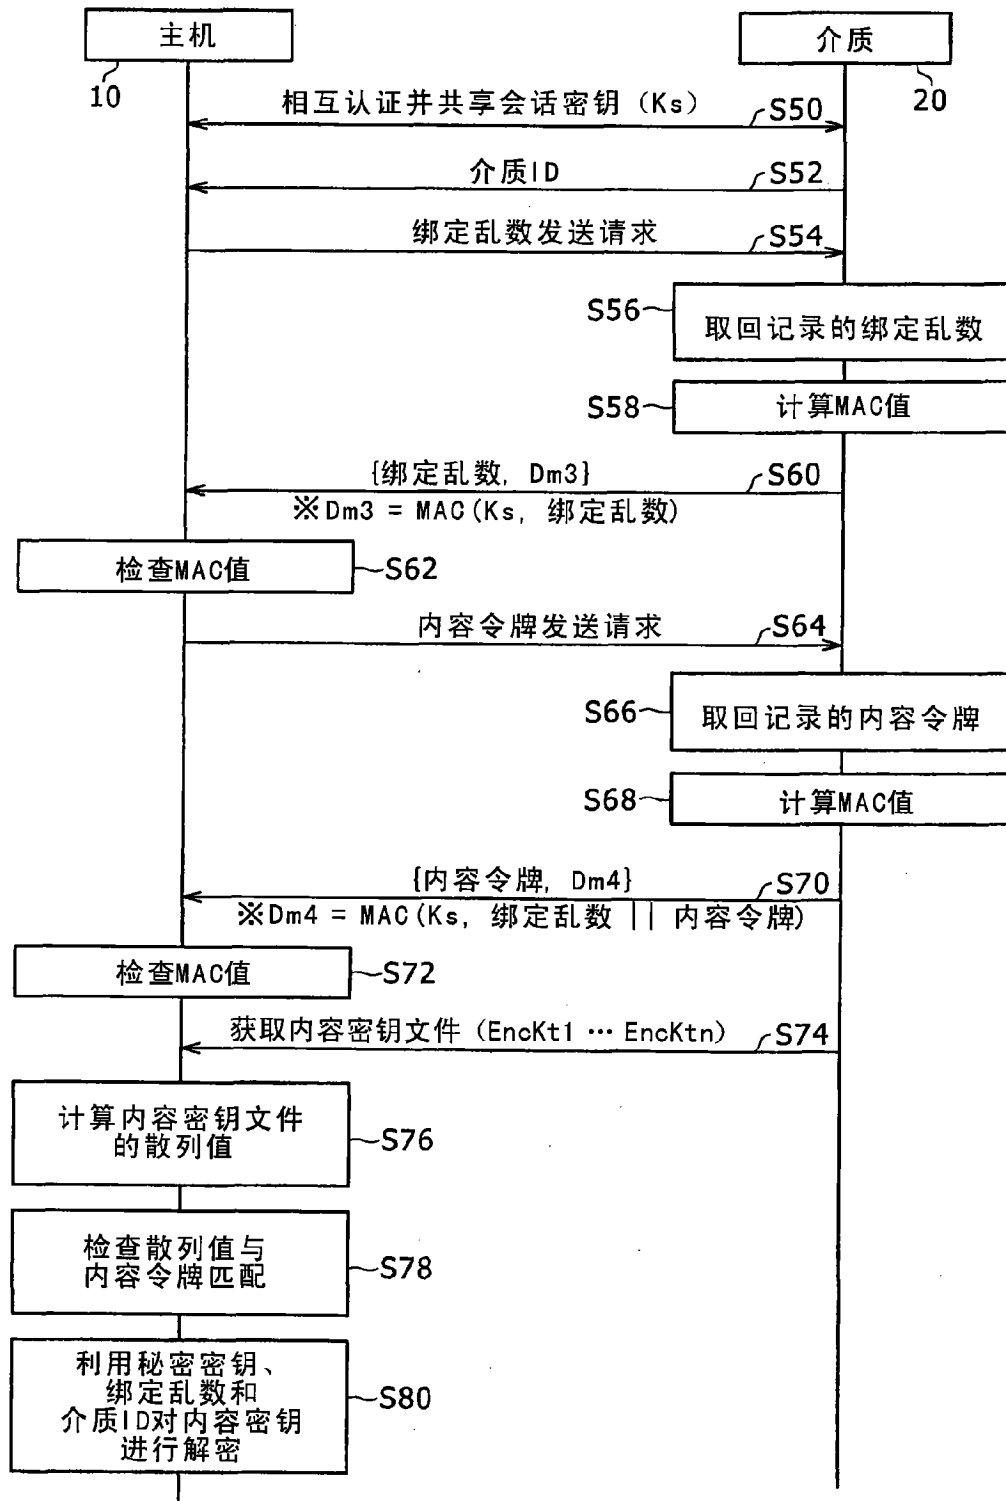 主机
介质
10
20
相互认证并共享会话密钥（Ks）
S50
介质ID
S52
绑定乱数发送请求
S54
S56
取回记录的绑定乱数
S58
计算MAC值
{绑定乱数, Dm3}
S60
※Dm3 = MAC(Ks, 绑定乱数)
检查MAC值
S62
内容令牌发送请求
S64
S66
取回记录的内容令牌
S68
计算MAC值
{内容令牌, Dm4}
S70
※Dm4 = MAC(Ks, 绑定乱数 || 内容令牌)
检查MAC值
S72
获取内容密钥文件（EncKt1 ··· EncKtn）
S74
计算内容密钥文件
的散列值
S76
检查散列值与
内容令牌匹配
S78
利用秘密密钥、
绑定乱数和
介质ID对内容密钥
进行解密
S80